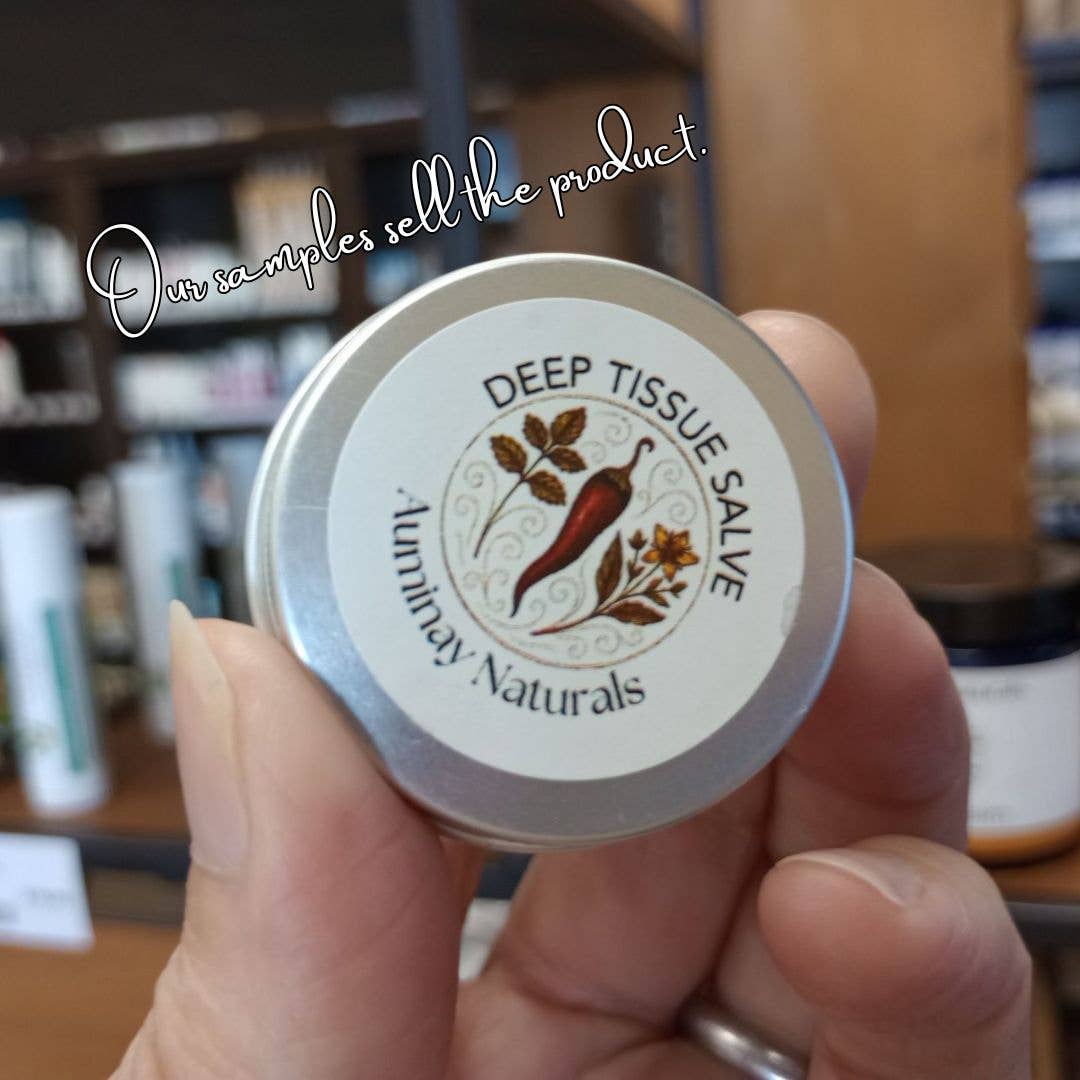 Our samples sell the product.
DEEP TISSUE SALVE
Auminay Naturals